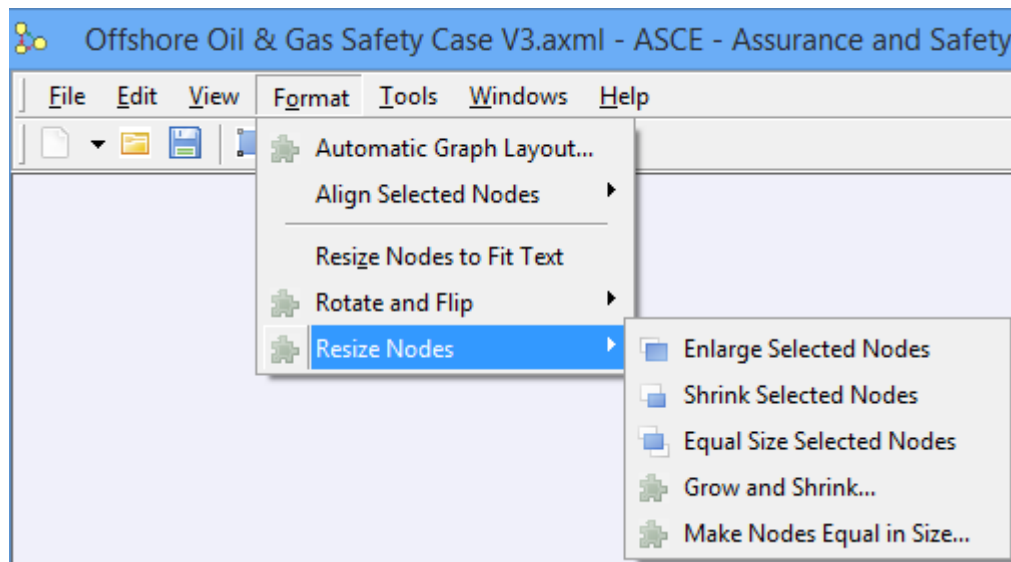 Offshore Oil & Gas Safety Case V3.axml - ASCE - Assurance and Safety
File Edit View Format Tools Windows Help
Automatic Graph Layout...
Align Selected Nodes
Resize Nodes to Fit Text
Rotate and Flip
Resize Nodes
Enlarge Selected Nodes
Shrink Selected Nodes
Equal Size Selected Nodes
Grow and Shrink...
Make Nodes Equal in Size...